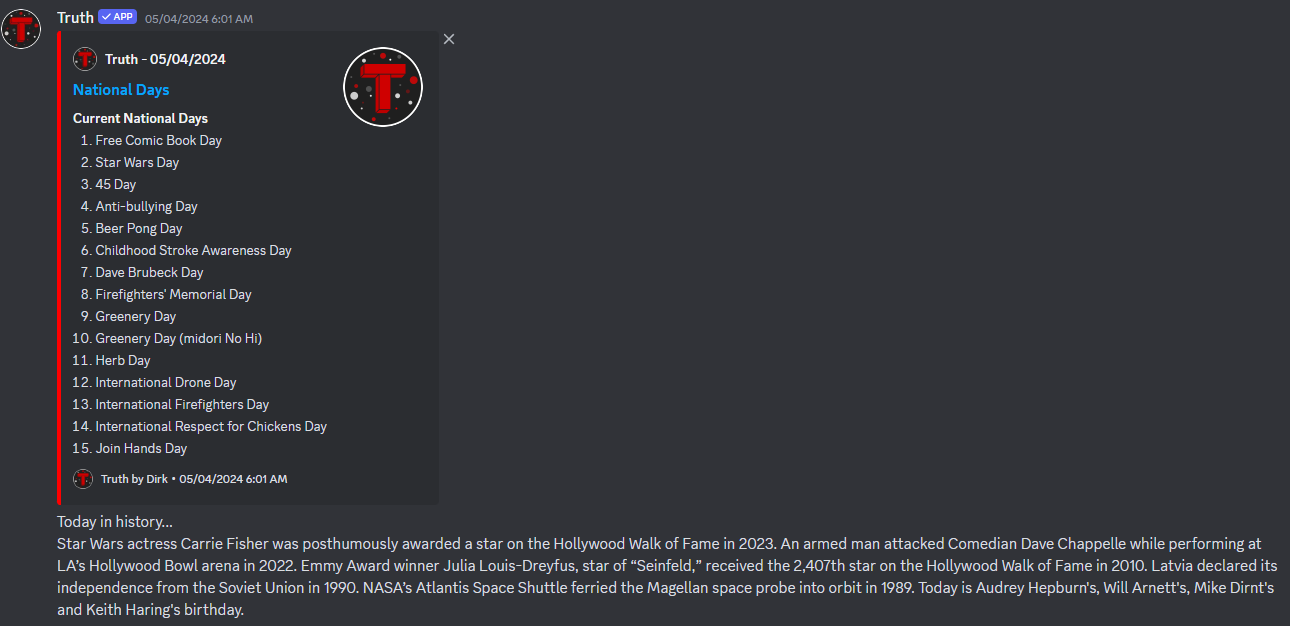 Truth ✓ APP 05/04/2024 6:01 AM
Truth - 05/04/2024
T
National Days
Current National Days
1. Free Comic Book Day
2. Star Wars Day
3. 45 Day
4. Anti-bullying Day
5. Beer Pong Day
6. Childhood Stroke Awareness Day
7. Dave Brubeck Day
8. Firefighters' Memorial Day
9. Greenery Day
10. Greenery Day (midori No Hi)
11. Herb Day
12. International Drone Day
13. International Firefighters Day
14. International Respect for Chickens Day
15. Join Hands Day
Truth by Dirk • 05/04/2024 6:01 AM
Today in history...
Star Wars actress Carrie Fisher was posthumously awarded a star on the Hollywood Walk of Fame in 2023. An armed man attacked Comedian Dave Chappelle while performing at
LA’s Hollywood Bowl arena in 2022. Emmy Award winner Julia Louis-Dreyfus, star of “Seinfeld,” received the 2,407th star on the Hollywood Walk of Fame in 2010. Latvia declared its
independence from the Soviet Union in 1990. NASA’s Atlantis Space Shuttle ferried the Magellan space probe into orbit in 1989. Today is Audrey Hepburn's, Will Arnett's, Mike Dirnt's
and Keith Haring's birthday.